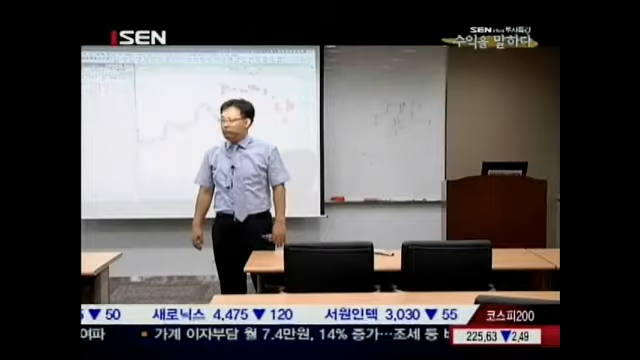 SEN
SEN 투자특강
수익을 말하다
▼50 새로닉스 4,475 ▼120 서원인텍 3,030 ▼55 코스피200
여파 가계 이자부담 월 7.4만원, 14% 증가…조세 등 225,63 ▼2,49